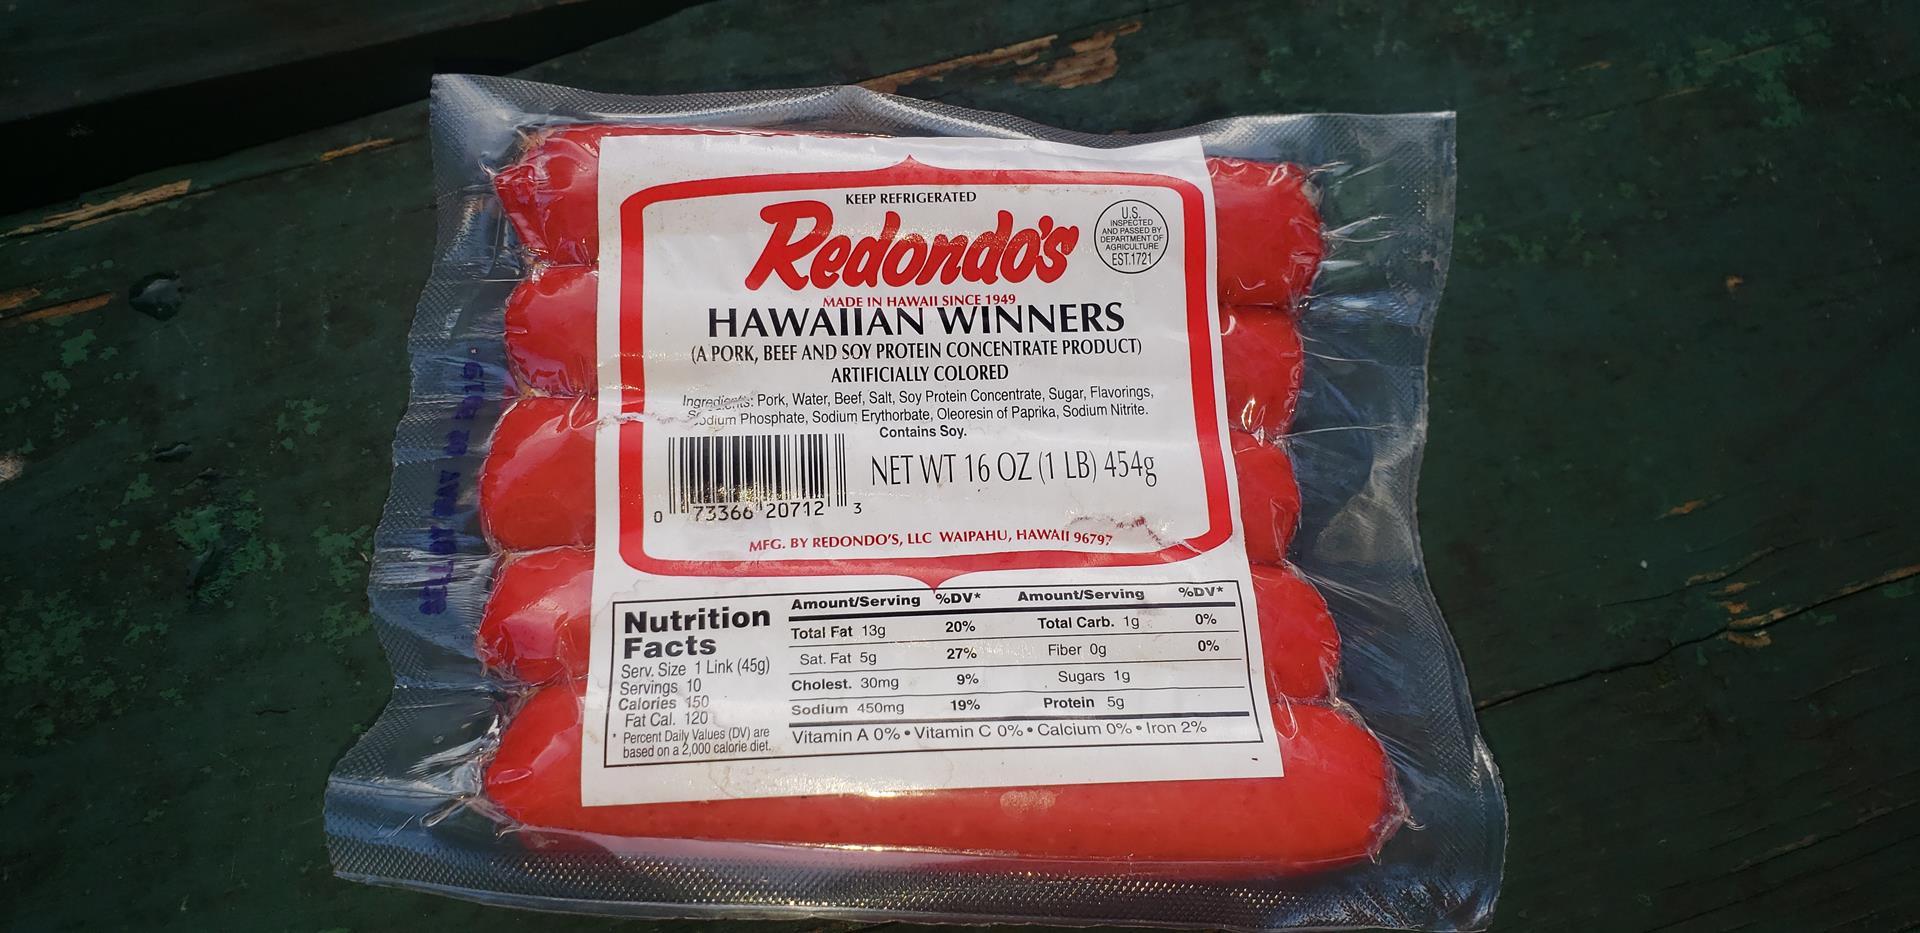 KEEP REFRIGERATED
Redondo's
U.S.
INSPECTED
AND PASSED BY
DEPARTMENT OF
AGRICULTURE
EST.1721
MADE IN HAWAII SINCE 1949
HAWAIIAN WINNERS
(A PORK, BEEF AND SOY PROTEIN CONCENTRATE PRODUCT)
ARTIFICIALLY COLORED
Ingredients: Pork, Water, Beef, Salt, Soy Protein Concentrate, Sugar, Flavorings,
Sodium Phosphate, Sodium Erythorbate, Oleoresin of Paprika, Sodium Nitrite.
Contains Soy.
NET WT 16 OZ (1 LB) 454g
0 73366 20712 3
MFG. BY REDONDO'S, LLC WAIPAHU, HAWAII 96797
Nutrition
Facts
Serv. Size 1 Link (45g)
Servings 10
Calories 150
Fat Cal. 120
* Percent Daily Values (DV) are
based on a 2,000 calorie diet.
Amount/Serving %DV* Amount/Serving %DV*
Total Fat 13g 20% Total Carb. 1g 0%
Sat. Fat 5g 27% Fiber 0g 0%
Cholest. 30mg 9% Sugars 1g
Sodium 450mg 19% Protein 5g
Vitamin A 0% • Vitamin C 0% • Calcium 0% • Iron 2%
SELL BY MAY 02 2019